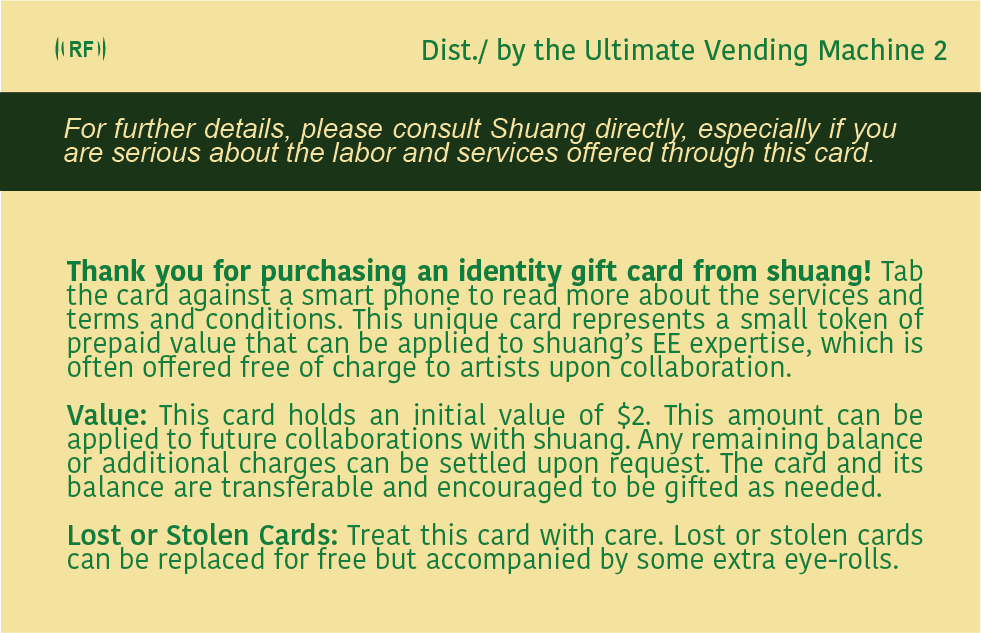 RF
Dist./ by the Ultimate Vending Machine 2
For further details, please consult Shuang directly, especially if you
are serious about the labor and services offered through this card.
Thank you for purchasing an identity gift card from shuang! Tab
the card against a smart phone to read more about the services and
terms and conditions. This unique card represents a small token of
prepaid value that can be applied to shuang’s EE expertise, which is
often offered free of charge to artists upon collaboration.
Value: This card holds an initial value of $2. This amount can be
applied to future collaborations with shuang. Any remaining balance
or additional charges can be settled upon request. The card and its
balance are transferable and encouraged to be gifted as needed.
Lost or Stolen Cards: Treat this card with care. Lost or stolen cards
can be replaced for free but accompanied by some extra eye-rolls.